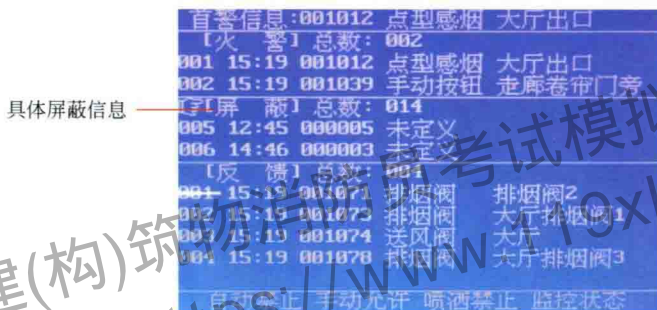 首警信息:001012 点型感烟 大厅出口
【火 警】总数: 002
001 15:19 001012 点型感烟 大厅出口
002 15:19 001039 手动按钮 走廊卷帘门旁
具体屏蔽信息
【屏 蔽】总数: 014
005 12:45 000005 未定义
006 14:46 000003 未定义
【反 馈】总数: 004
001 15:19 001071 排烟阀 排烟阀2
002 15:19 001073 排烟阀 大厅排烟阀1
003 15:19 001074 送风阀 大厅
004 15:19 001078 排烟阀 大厅排烟阀3
自动禁止 手动允许 喷洒禁止 监控状态